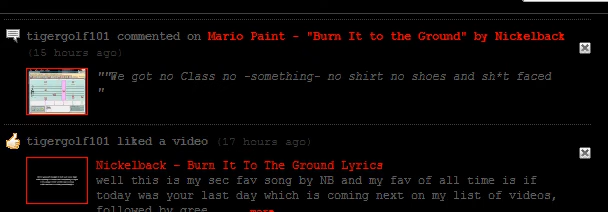 tigergolf101 commented on Mario Paint - "Burn It to the Ground" by Nickelback
(15 hours ago)
""We got no Class no -something- no shirt no shoes and sh*t faced
"
tigergolf101 liked a video (17 hours ago)
Nickelback - Burn It To The Ground Lyrics
well this is my sec fav song by NB and my fav of all time is if
today was your last day which is coming next on my list of videos,
followed by gree... more